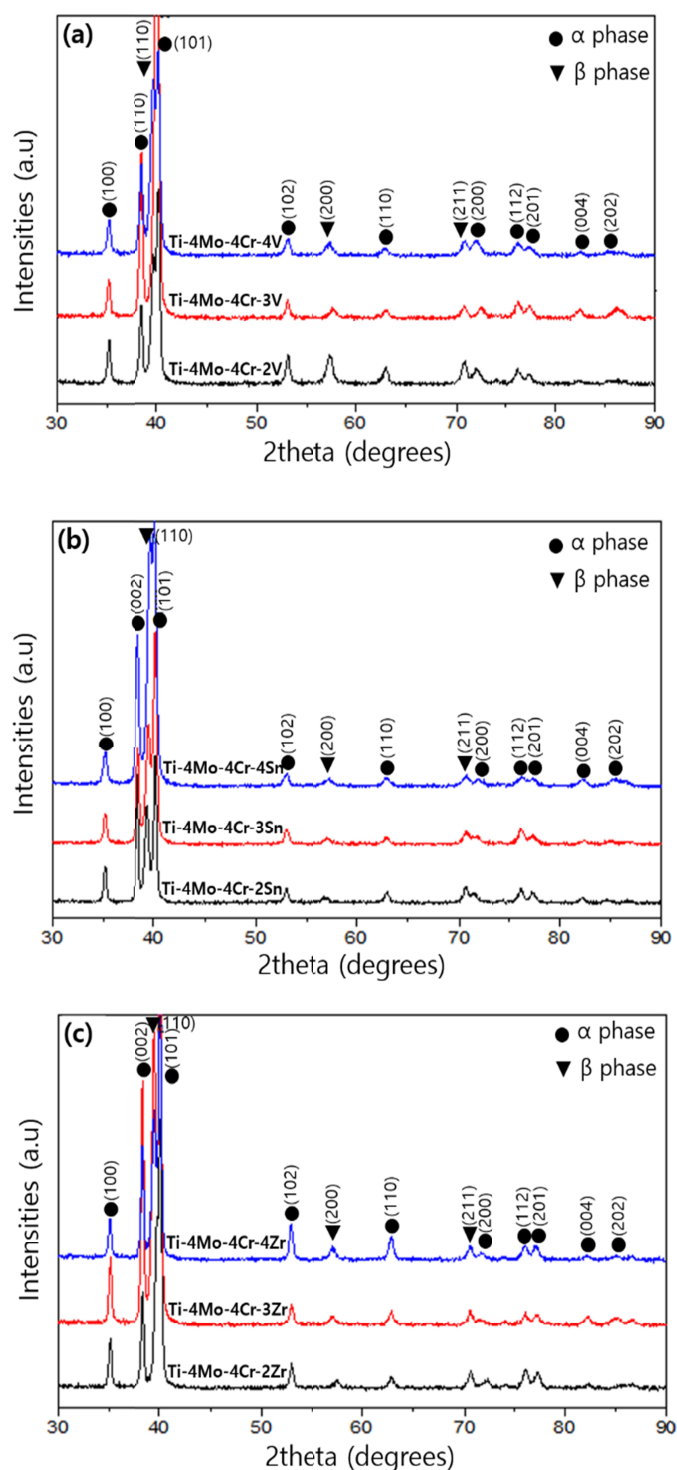 (a)
● α phase
▼ β phase
(110)
(101)
(110)
(100)
(102)
(200)
(110)
(211)
(200)
(112)
(201)
(004)
(202)
Ti-4Mo-4Cr-4V
Ti-4Mo-4Cr-3V
Ti-4Mo-4Cr-2V
Intensities (a.u)
30 40 50 60 70 80 90
2theta (degrees)
(b)
● α phase
▼ β phase
(110)
(002)
(101)
(100)
(102)
(200)
(110)
(211)
(200)
(112)
(201)
(004)
(202)
Ti-4Mo-4Cr-4Sn
Ti-4Mo-4Cr-3Sn
Ti-4Mo-4Cr-2Sn
Intensities (a.u)
30 40 50 60 70 80 90
2theta (degrees)
(c)
● α phase
▼ β phase
(110)
(002)
(101)
(100)
(102)
(200)
(110)
(211)
(200)
(112)
(201)
(004)
(202)
Ti-4Mo-4Cr-4Zr
Ti-4Mo-4Cr-3Zr
Ti-4Mo-4Cr-2Zr
Intensities (a.u)
30 40 50 60 70 80 90
2theta (degrees)